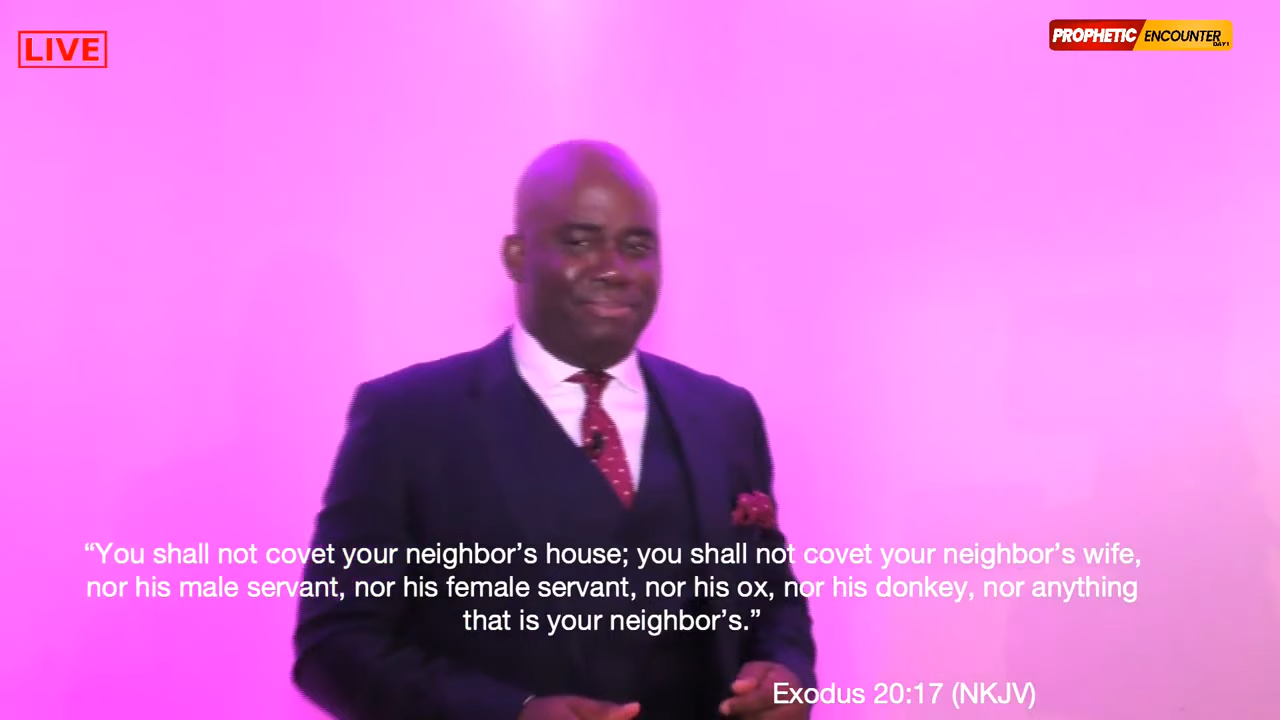 LIVE
PROPHETIC ENCOUNTER
DAY 1
“You shall not covet your neighbor’s house; you shall not covet your neighbor’s wife,
nor his male servant, nor his female servant, nor his ox, nor his donkey, nor anything
that is your neighbor’s.”
Exodus 20:17 (NKJV)